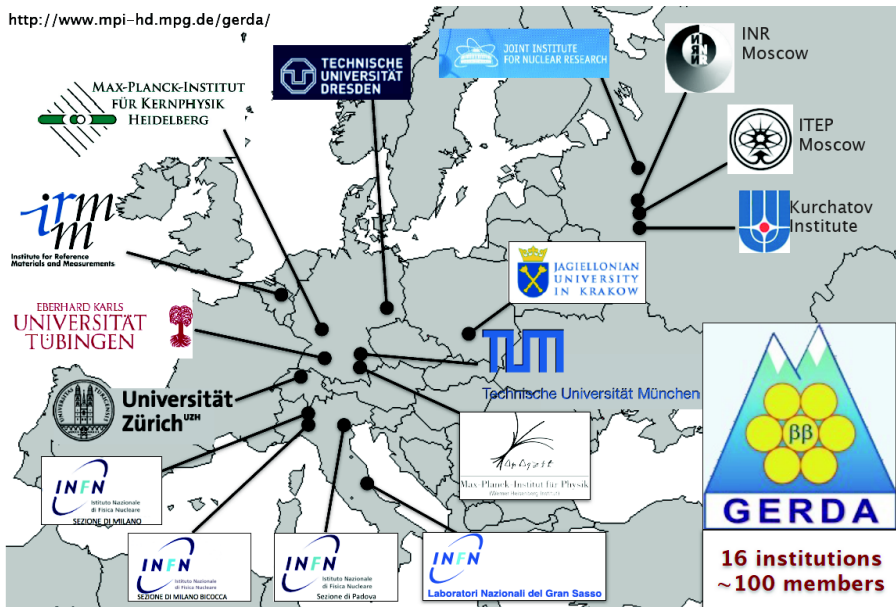 http://www.mpi-hd.mpg.de/gerda/
MAX-PLANCK-INSTITUT
FÜR KERNPHYSIK
HEIDELBERG
TECHNISCHE
UNIVERSITÄT
DRESDEN
JOINT INSTITUTE
FOR NUCLEAR RESEARCH
INR
Moscow
ITEP
Moscow
Kurchatov
Institute
irmm
Institute for Reference
Materials and Measurements
JAGIELLONIAN
UNIVERSITY
IN KRAKOW
EBERHARD KARLS
UNIVERSITÄT
TÜBINGEN
TUM
Technische Universität München
Universität
Zürich UZH
Max-Planck Institut für Physik
INFN
Istituto Nazionale
di Fisica Nucleare
SEZIONE DI MILANO
INFN
Istituto Nazionale
di Fisica Nucleare
SEZIONE DI MILANO BICOCCA
INFN
Istituto Nazionale
di Fisica Nucleare
Sezione di Padova
INFN
Laboratori Nazionali del Gran Sasso
ββ
GERDA
16 institutions
~100 members